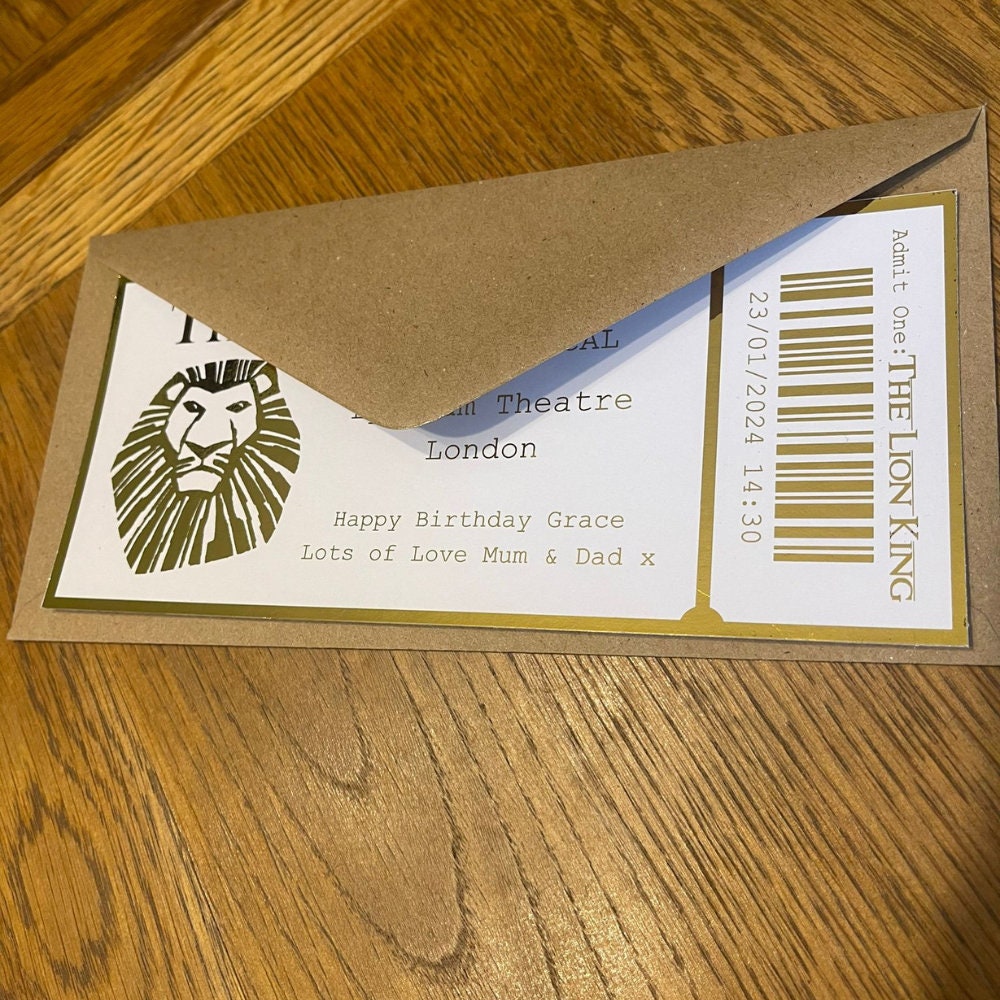 Theatre
London
Happy Birthday Grace
Lots of Love Mum & Dad x
Admit One: THE LION KING
23/01/2024 14:30